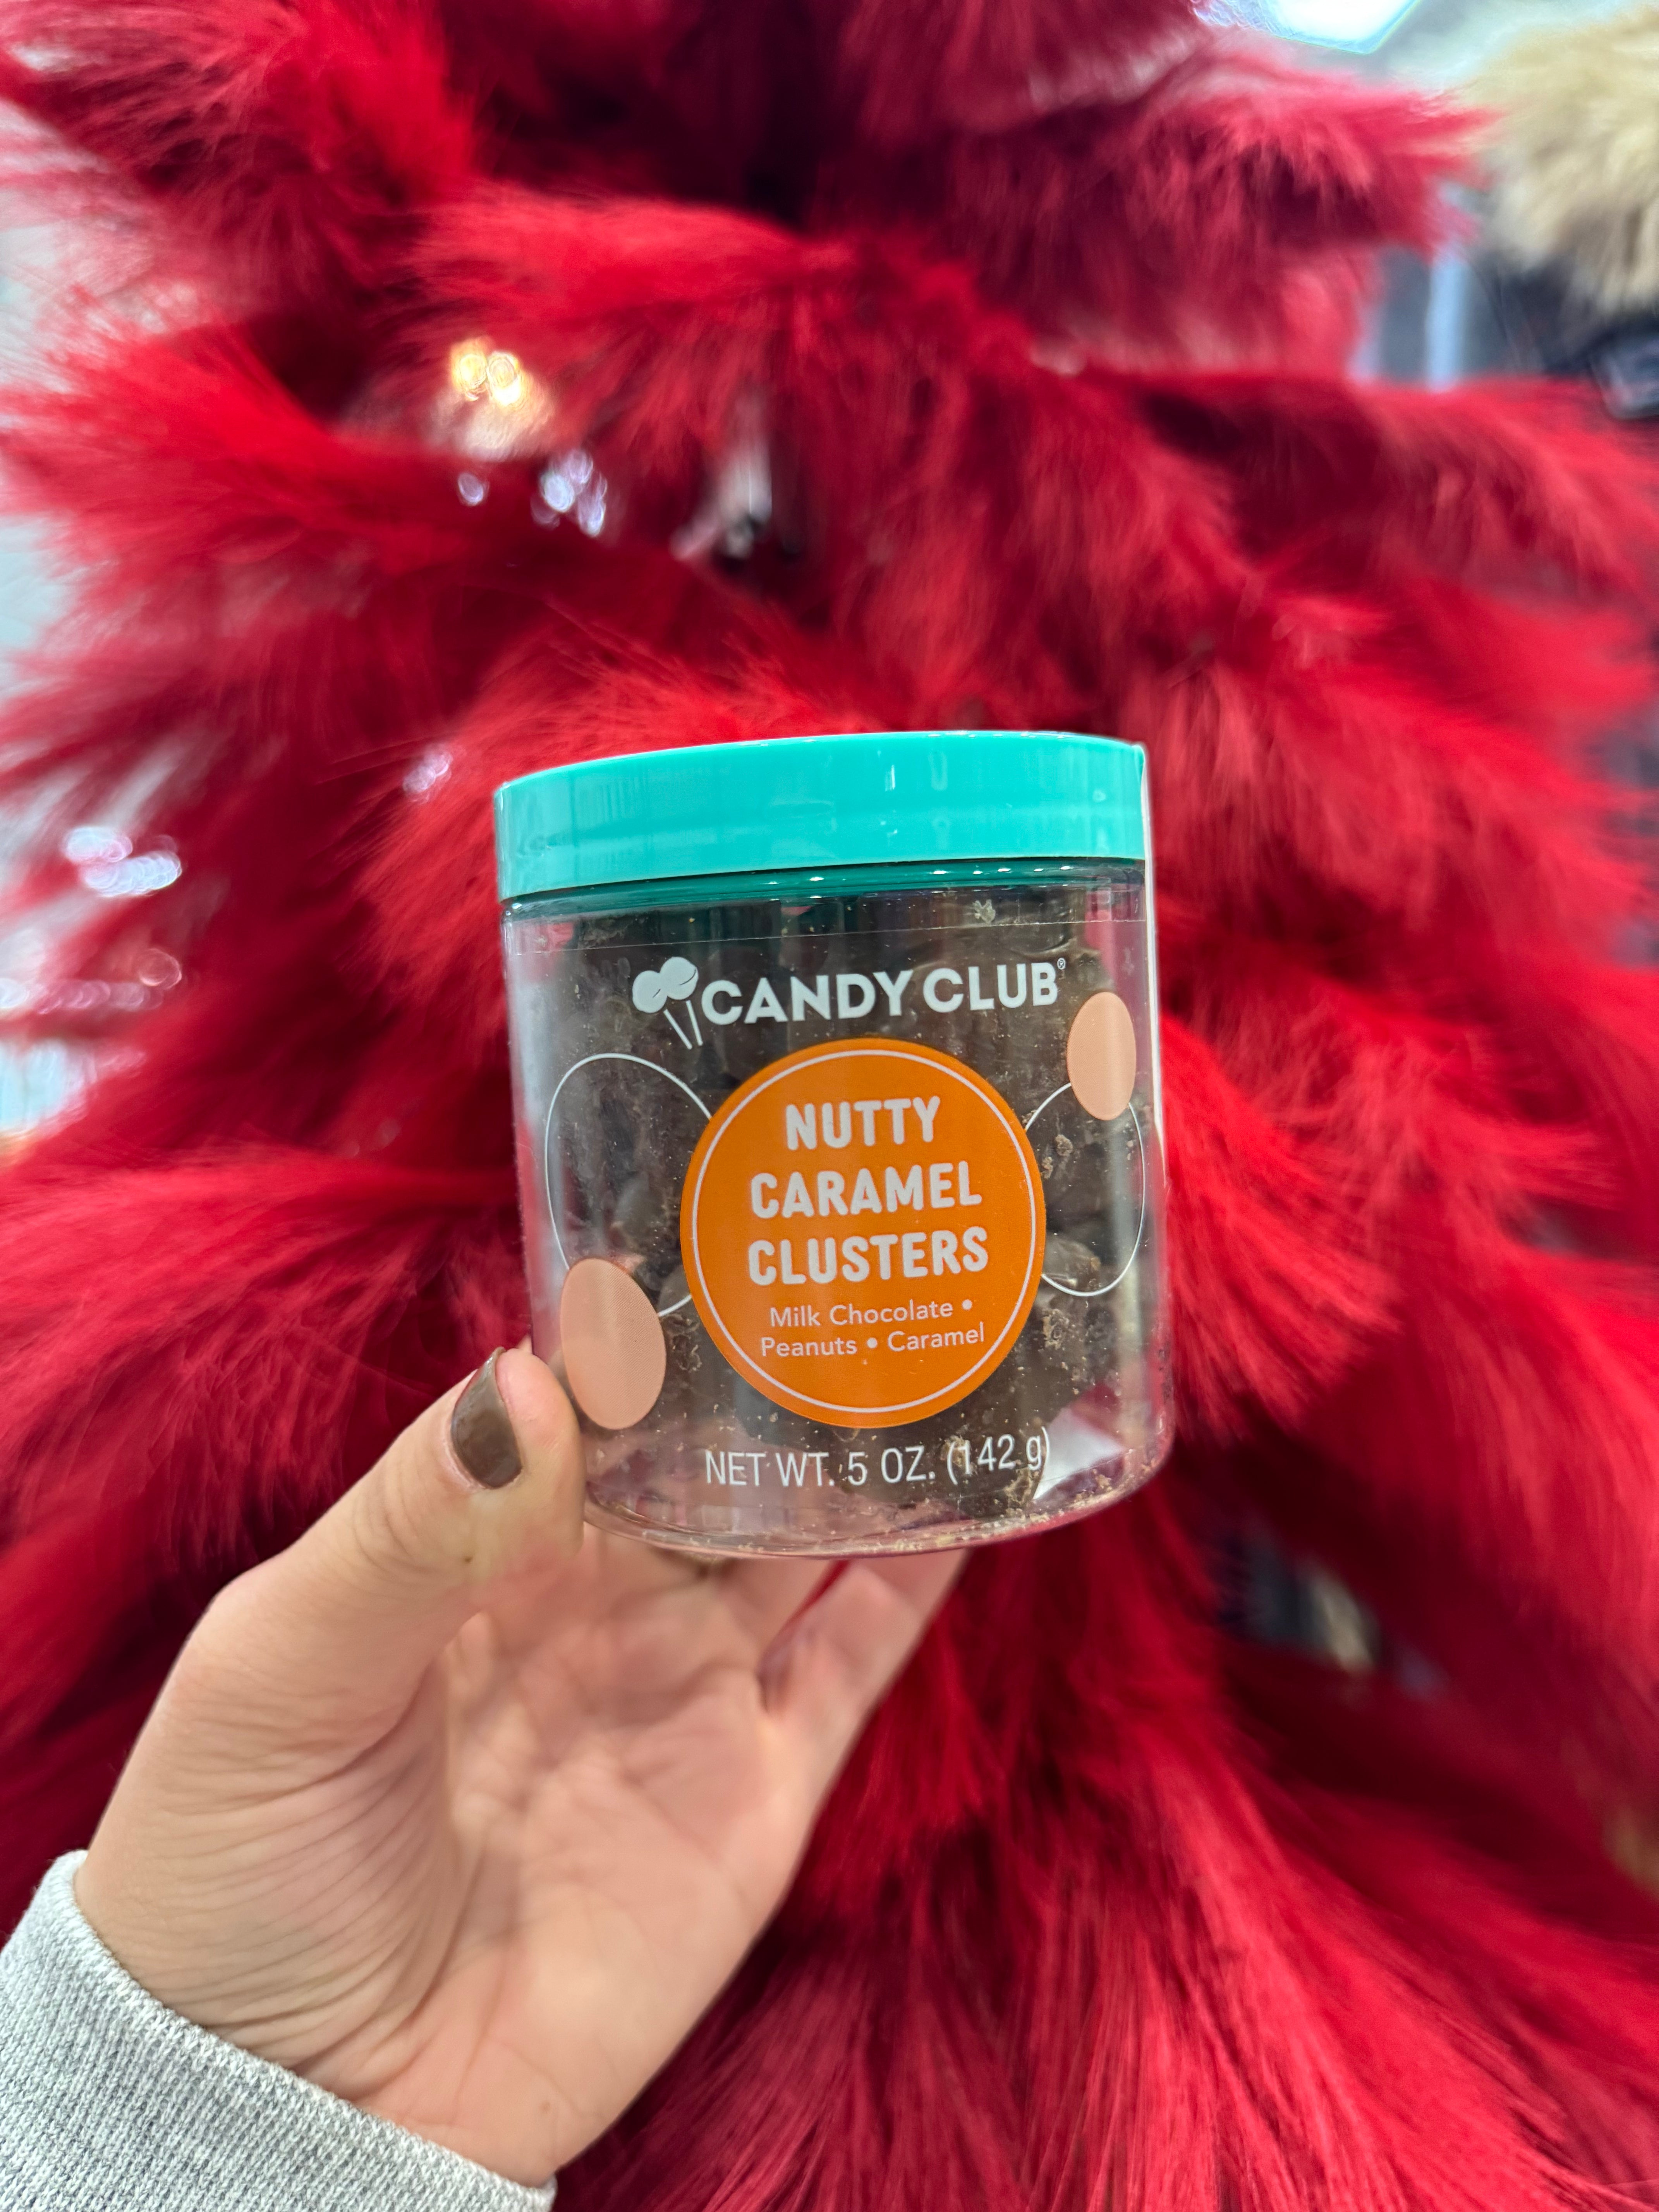 CANDY CLUB®
NUTTY
CARAMEL
CLUSTERS
Milk Chocolate •
Peanuts • Caramel
NET WT. 5 OZ. (142 g)